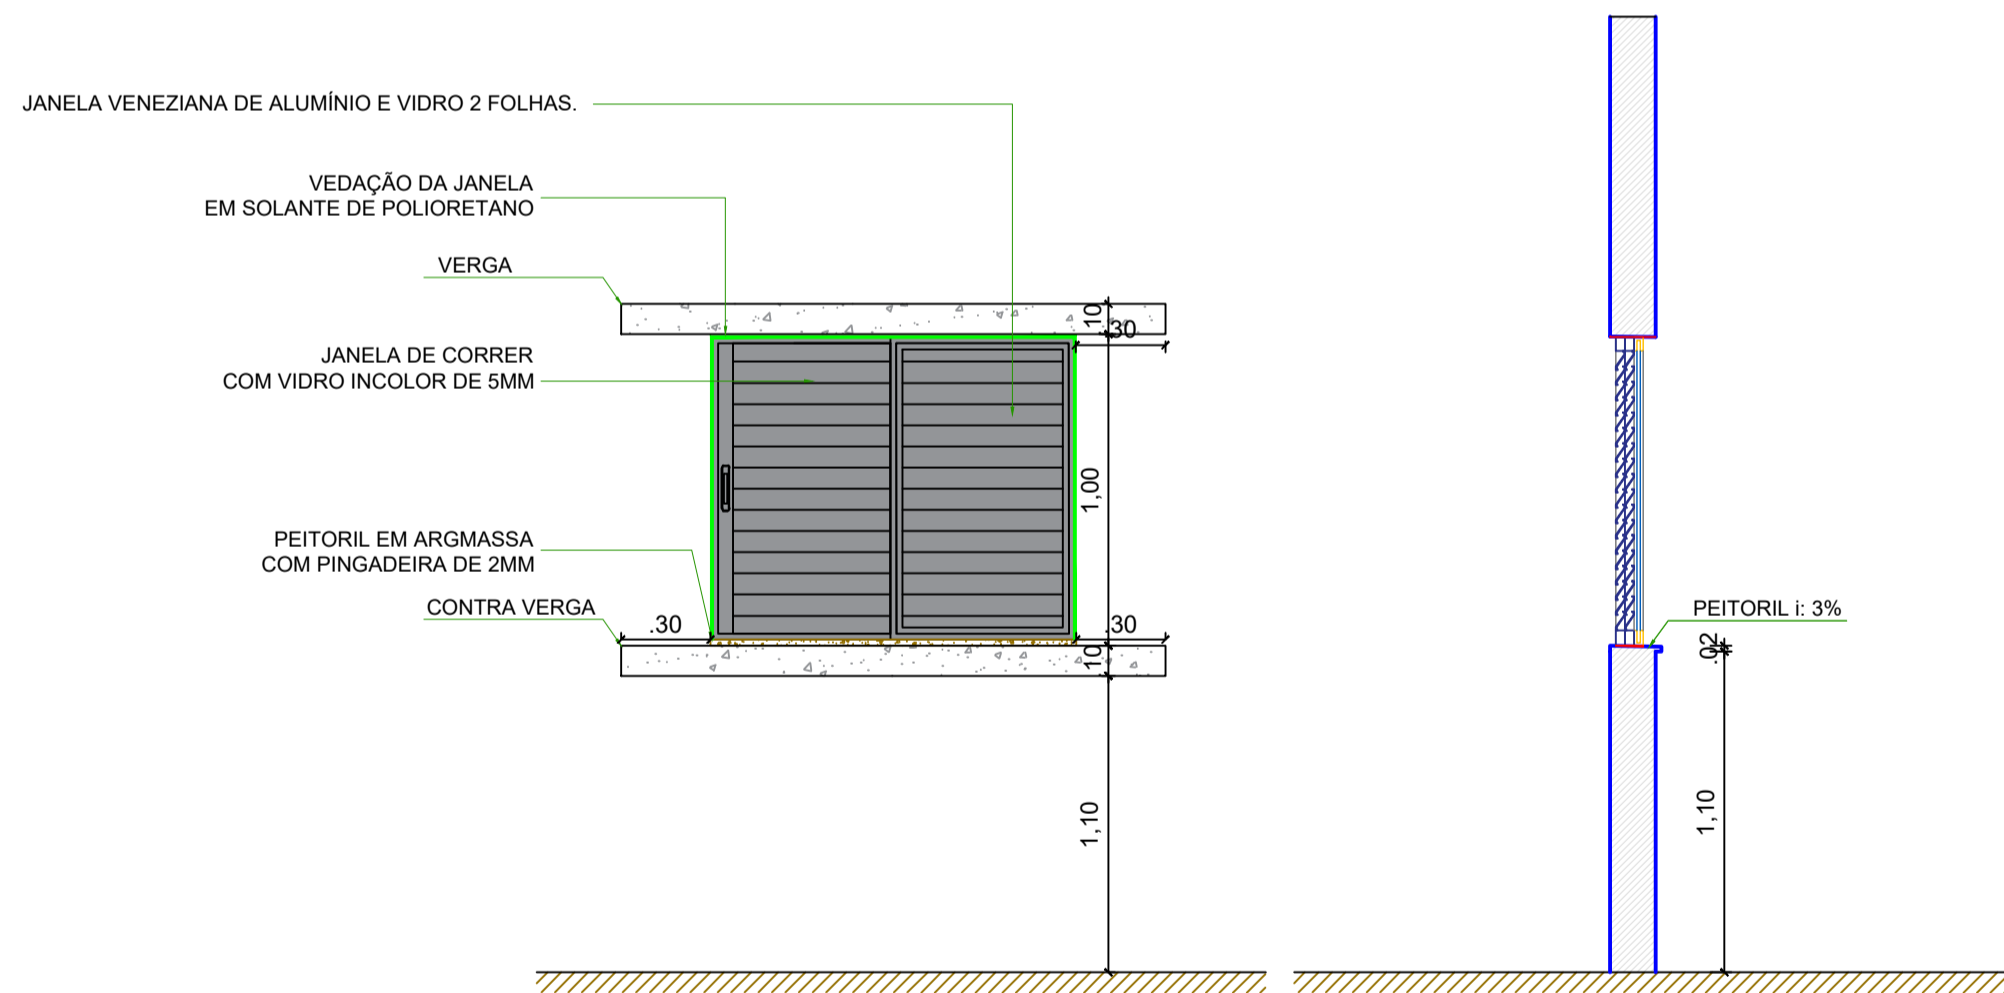 JANELA VENEZIANA DE ALUMÍNIO E VIDRO 2 FOLHAS.
VEDAÇÃO DA JANELA
EM SOLANTE DE POLIORETANO
VERGA
10
.30
JANELA DE CORRER
COM VIDRO INCOLOR DE 5MM
1,00
PEITORIL EM ARGMASSA
COM PINGADEIRA DE 2MM
CONTRA VERGA
.30
.30
10
1,10
PEITORIL i: 3%
.02
1,10